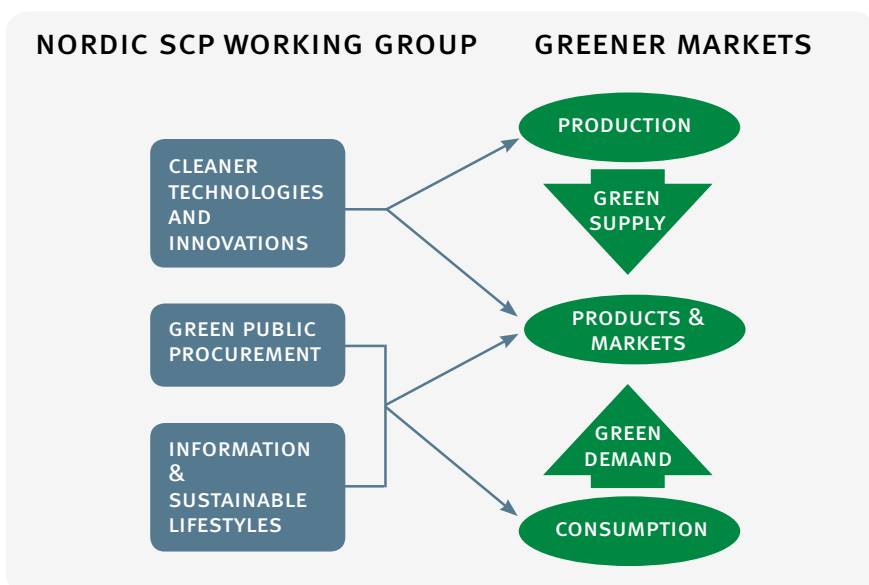 NORDIC SCP WORKING GROUP
GREENER MARKETS
CLEANER
TECHNOLOGIES
AND
INNOVATIONS
GREEN PUBLIC
PROCUREMENT
INFORMATION
&
SUSTAINABLE
LIFESTYLES
PRODUCTION
GREEN
SUPPLY
PRODUCTS &
MARKETS
GREEN
DEMAND
CONSUMPTION